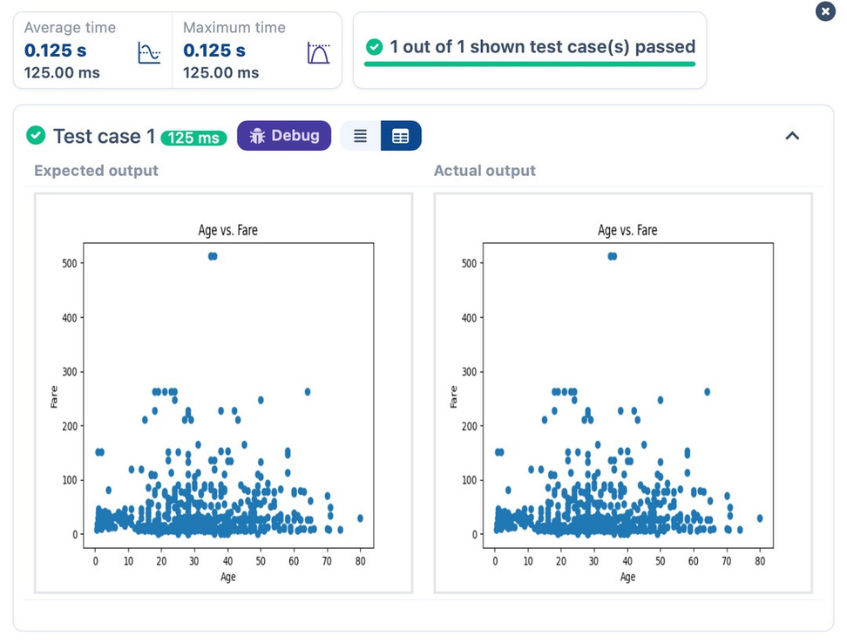 Average time
0.125 s
125.00 ms
Maximum time
0.125 s
125.00 ms
1 out of 1 shown test case(s) passed
Test case 1 125 ms Debug
Expected output
Actual output
Age vs. Fare
500
400
300
200
100
0
Fare
0 10 20 30 40 50 60 70 80
Age
Age vs. Fare
500
400
300
200
100
0
Fare
0 10 20 30 40 50 60 70 80
Age